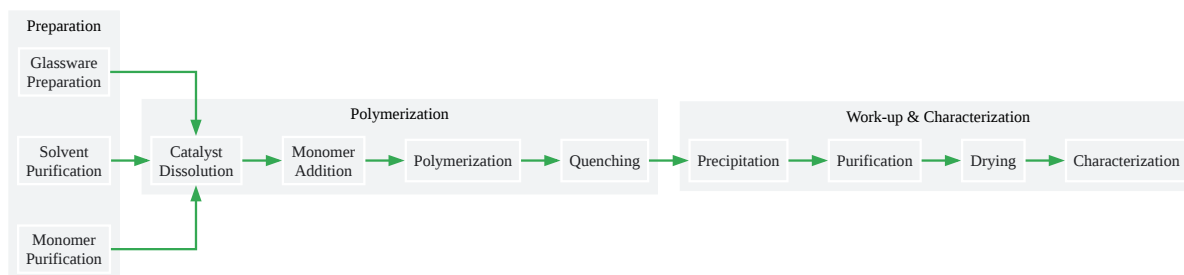 Preparation
Glassware
Preparation
Solvent
Purification
Monomer
Purification
Polymerization
Catalyst
Dissolution
Monomer
Addition
Polymerization
Quenching
Work-up & Characterization
Precipitation
Purification
Drying
Characterization